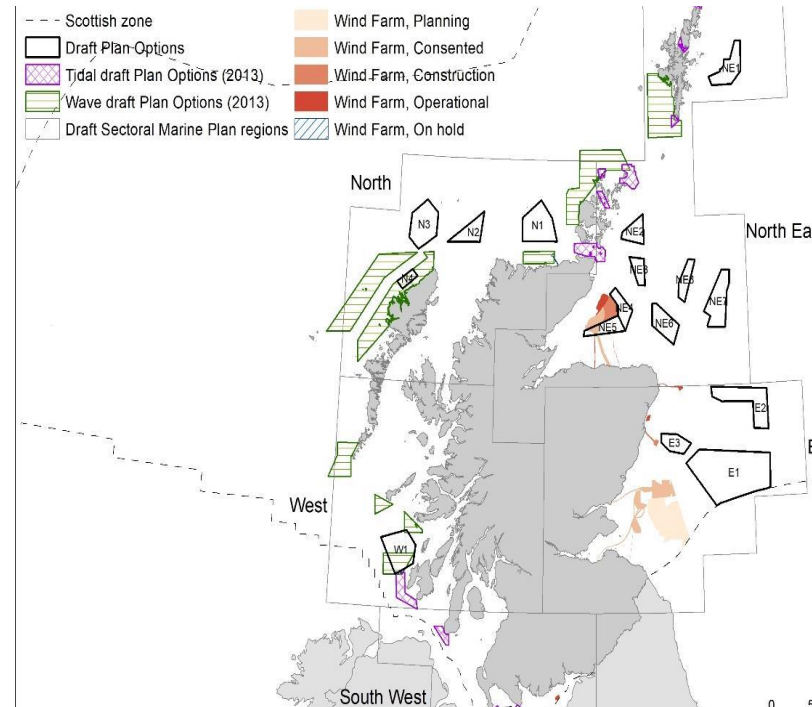 Scottish zone
Draft Plan Options
Tidal draft Plan Options (2013)
Wave draft Plan Options (2013)
Draft Sectoral Marine Plan regions
Wind Farm, Planning
Wind Farm, Consented
Wind Farm, Construction
Wind Farm, Operational
Wind Farm, On hold
NE1
North
N3
N2
N1
NE2
North Ea
NE3
NE8
NE7
NE4
NE6
NE5
E2
E3
E1
E
West
W1
South West
0 5